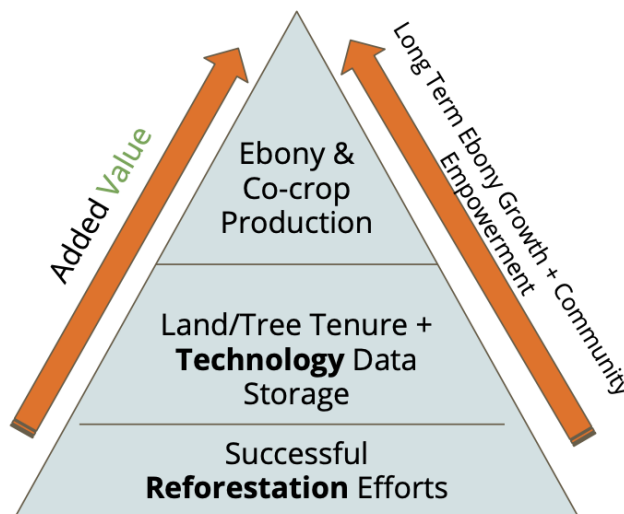 Added Value
Long Term Ebony Growth + Community
Empowerment
Ebony &
Co-crop
Production
Land/Tree Tenure +
Technology Data
Storage
Successful
Reforestation Efforts